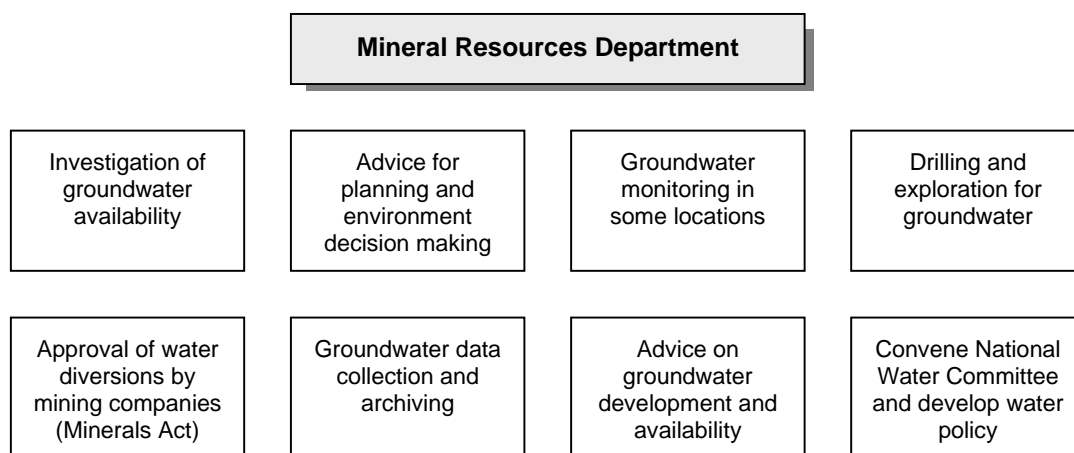 Mineral Resources Department
Investigation of
groundwater
availability
Advice for
planning and
environment
decision making
Groundwater
monitoring in
some locations
Drilling and
exploration for
groundwater
Approval of water
diversions by
mining companies
(Minerals Act)
Groundwater data
collection and
archiving
Advice on
groundwater
development and
availability
Convene National
Water Committee
and develop water
policy